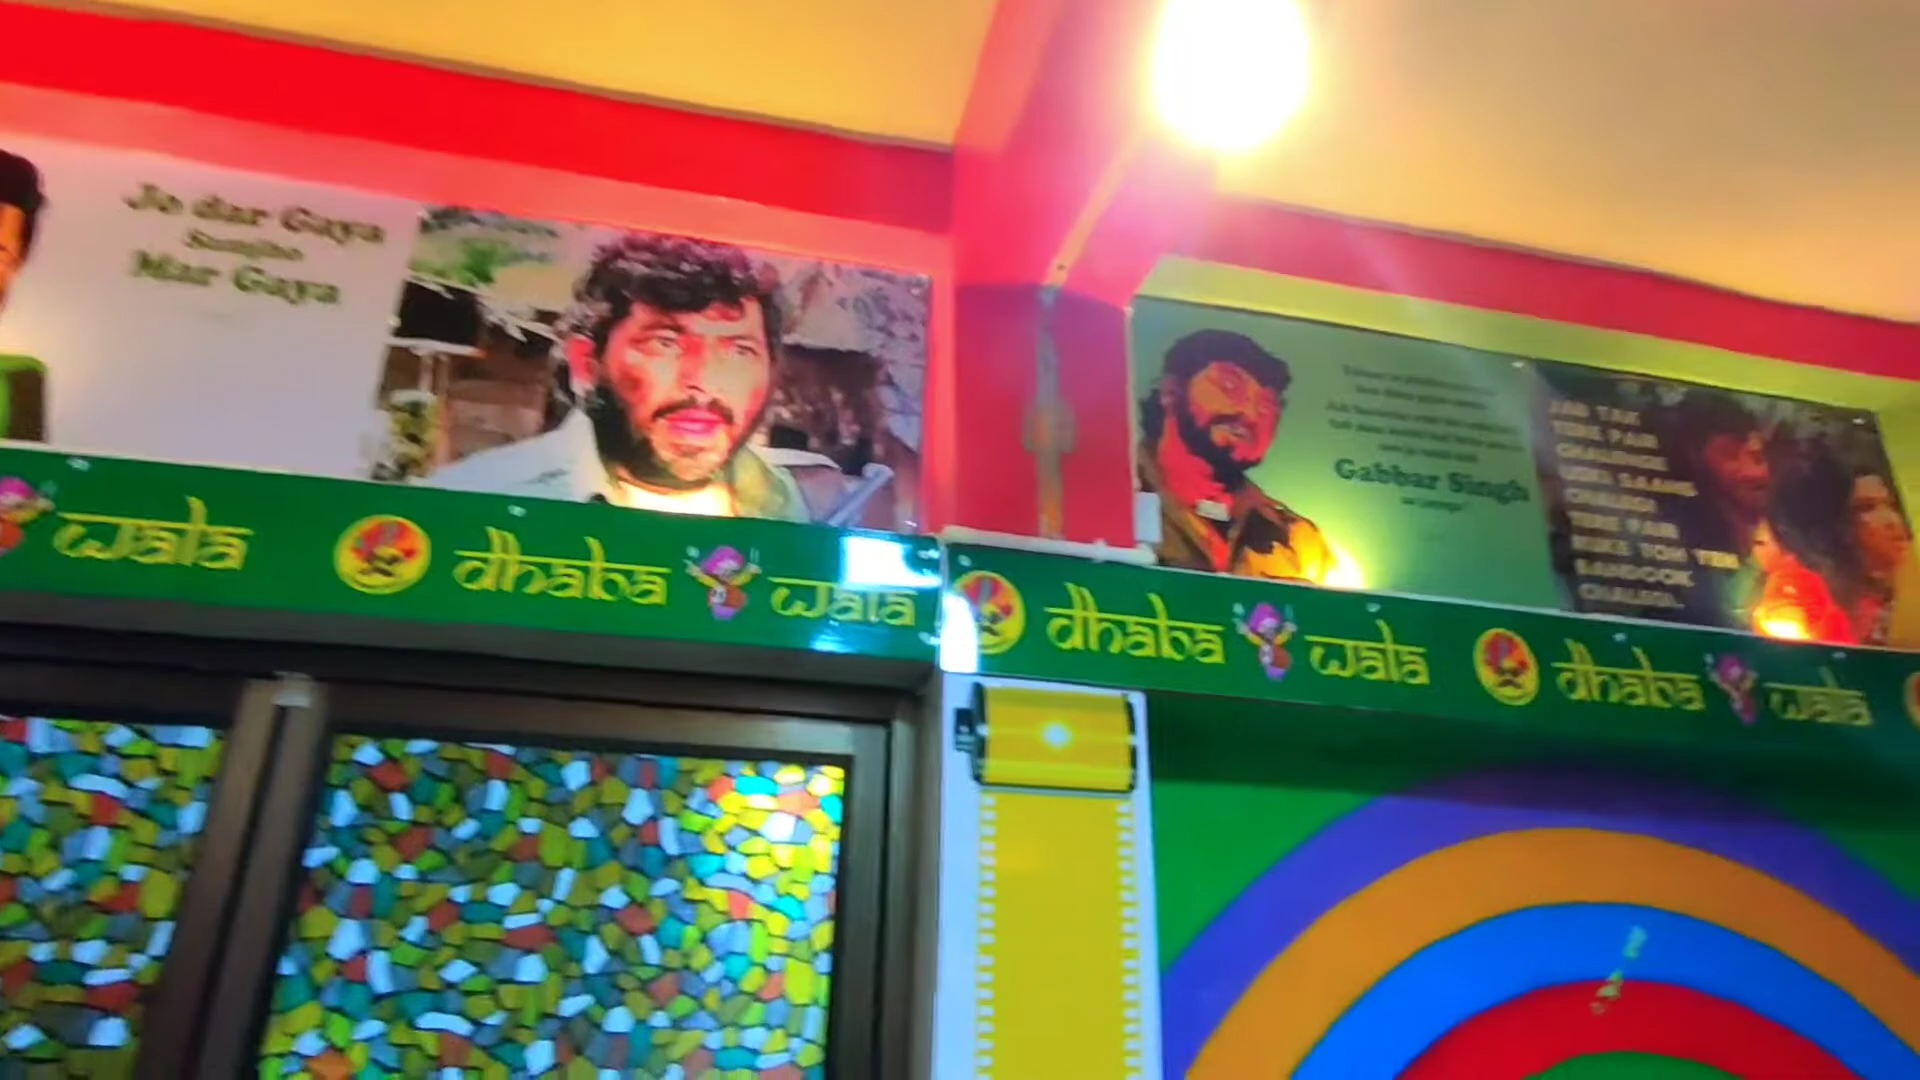 Jo dar Gaya
Samjho
Mar Gaya
Gabbar Singh
JAB TAK
TERE PAIR
CHALENGE
USKI SAANS
CHALEGI
TERE PAIR
RUKE TOH YEH
BANDOOK
CHALEGI.
wala
dhaba wala
dhaba wala
dhaba wala